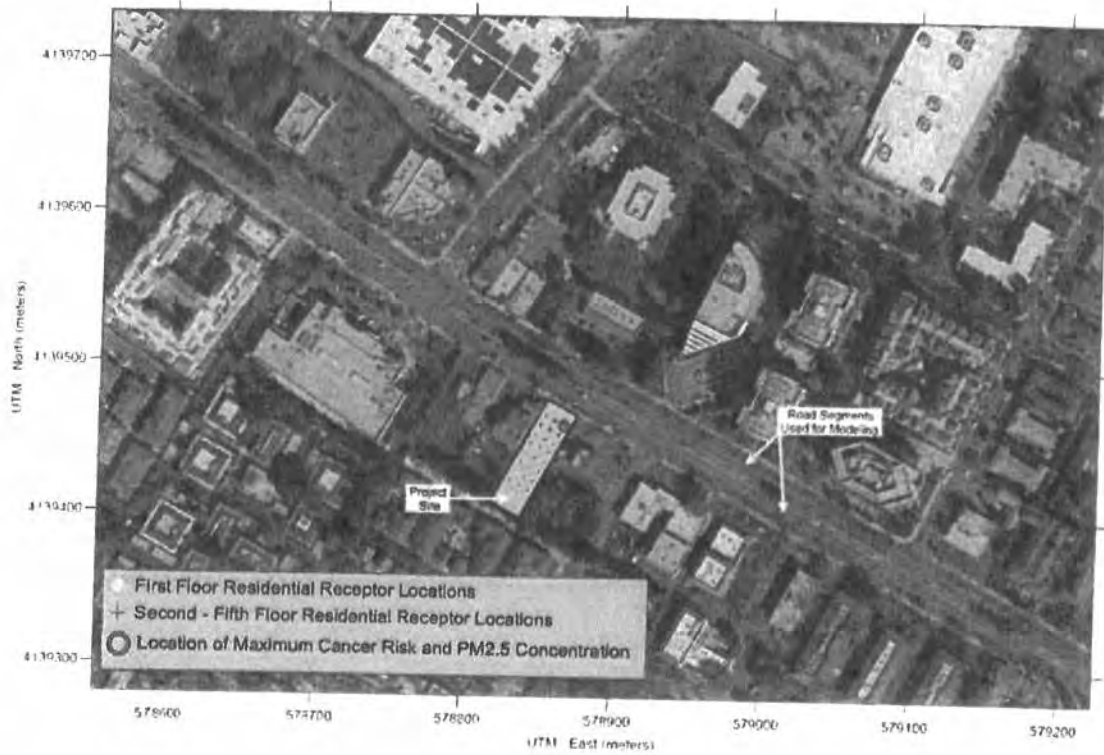 4139700
4139600
4139500
4139400
4139300
UTM - North (meters)
Road Segments
Used for Modeling
Project
Site
First Floor Residential Receptor Locations
Second - Fifth Floor Residential Receptor Locations
Location of Maximum Cancer Risk and PM2.5 Concentration
578600
578700
578800
578900
579000
579100
579200
UTM - East (meters)